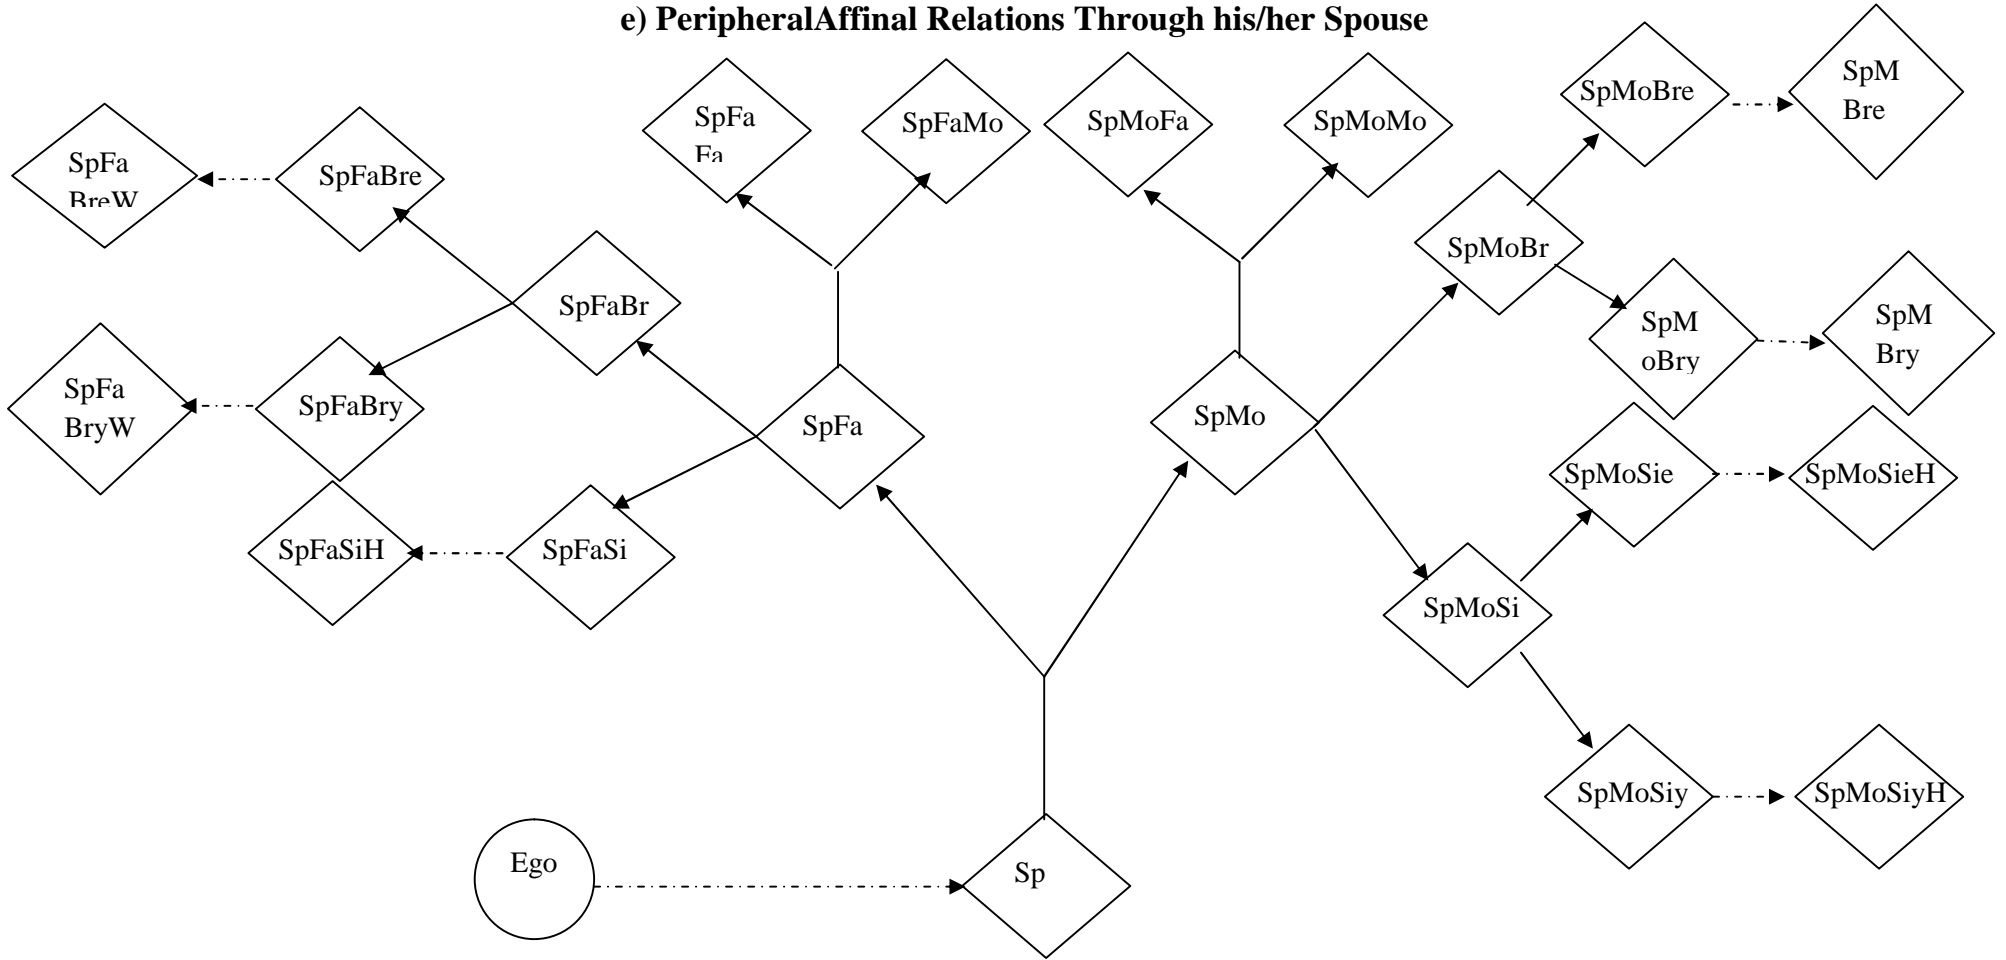 e) PeripheralAffinal Relations Through his/her Spouse
SpFa
BreW
SpFaBre
SpFa
Fa
SpFaMo
SpMoFa
SpMoMo
SpMoBre
SpM
Bre
SpFaBr
SpMoBr
SpM
oBry
SpM
Bry
SpFa
BryW
SpFaBry
SpFa
SpMo
SpMoSie
SpMoSieH
SpFaSiH
SpFaSi
SpMoSi
SpMoSiy
SpMoSiyH
Ego
Sp